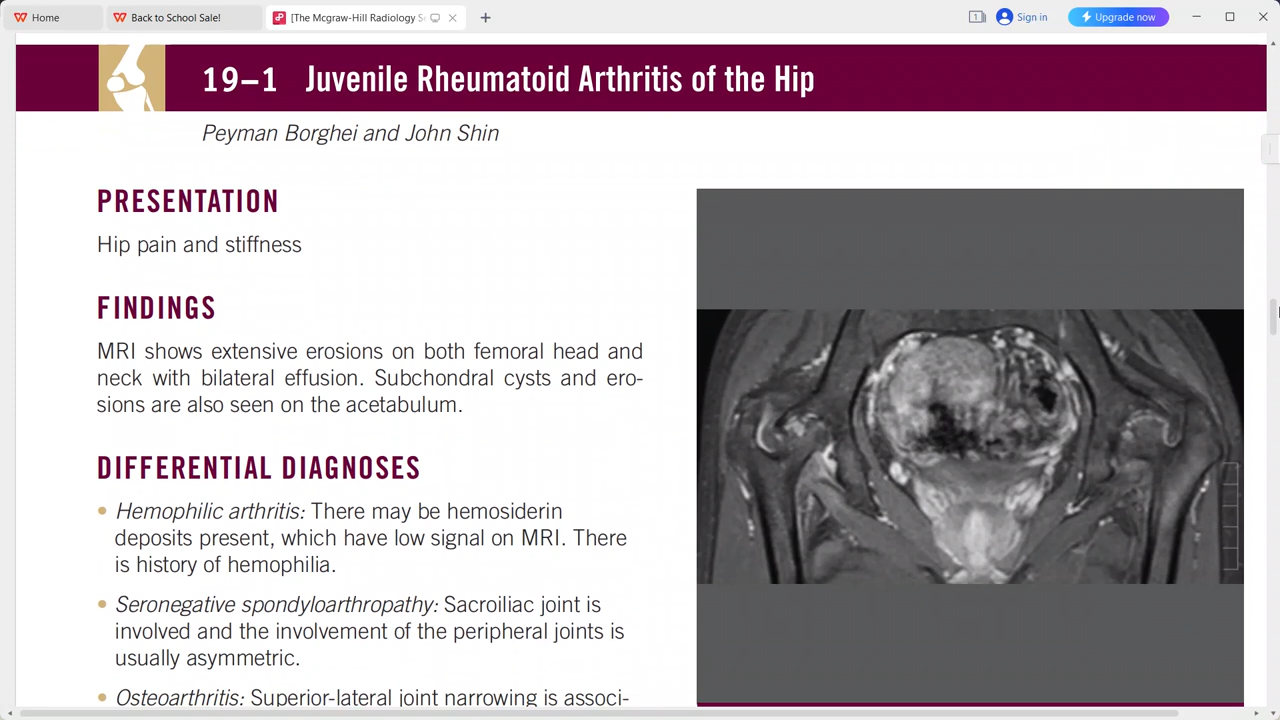 Home
Back to School Sale!
[The Mcgraw-Hill Radiology S
1
Sign in
Upgrade now
19–1 Juvenile Rheumatoid Arthritis of the Hip
Peyman Borghei and John Shin
PRESENTATION
Hip pain and stiffness
FINDINGS
MRI shows extensive erosions on both femoral head and
neck with bilateral effusion. Subchondral cysts and ero-
sions are also seen on the acetabulum.
DIFFERENTIAL DIAGNOSES
• Hemophilic arthritis: There may be hemosiderin
deposits present, which have low signal on MRI. There
is history of hemophilia.
• Seronegative spondyloarthropathy: Sacroiliac joint is
involved and the involvement of the peripheral joints is
usually asymmetric.
• Osteoarthritis: Superior-lateral joint narrowing is associ-